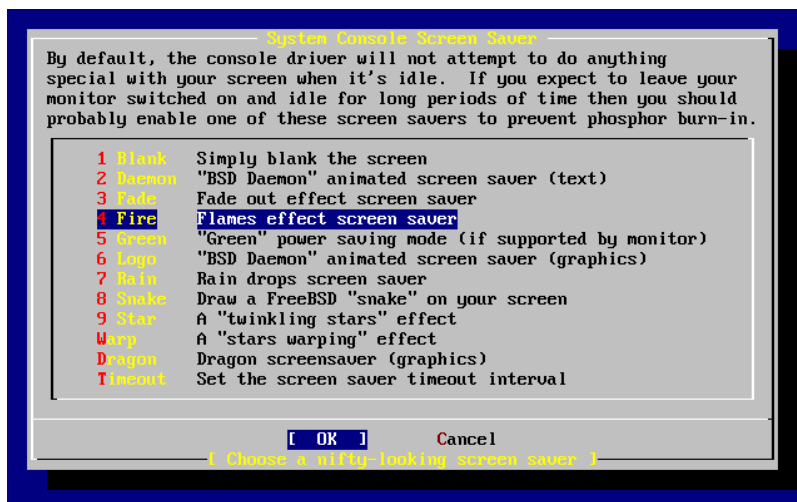 System Console Screen Saver
By default, the console driver will not attempt to do anything
special with your screen when it's idle.  If you expect to leave your
monitor switched on and idle for long periods of time then you should
probably enable one of these screen savers to prevent phosphor burn-in.
1 Blank    Simply blank the screen
2 Daemon   "BSD Daemon" animated screen saver (text)
3 Fade     Fade out effect screen saver
4 Fire     Flames effect screen saver
5 Green    "Green" power saving mode (if supported by monitor)
6 Logo     "BSD Daemon" animated screen saver (graphics)
7 Rain     Rain drops screen saver
8 Snake    Draw a FreeBSD "snake" on your screen
9 Star     A "twinkling stars" effect
Warp       A "stars warping" effect
Dragon     Dragon screensaver (graphics)
Timeout    Set the screen saver timeout interval
[  OK  ]     Cancel
[ Choose a nifty-looking screen saver ]